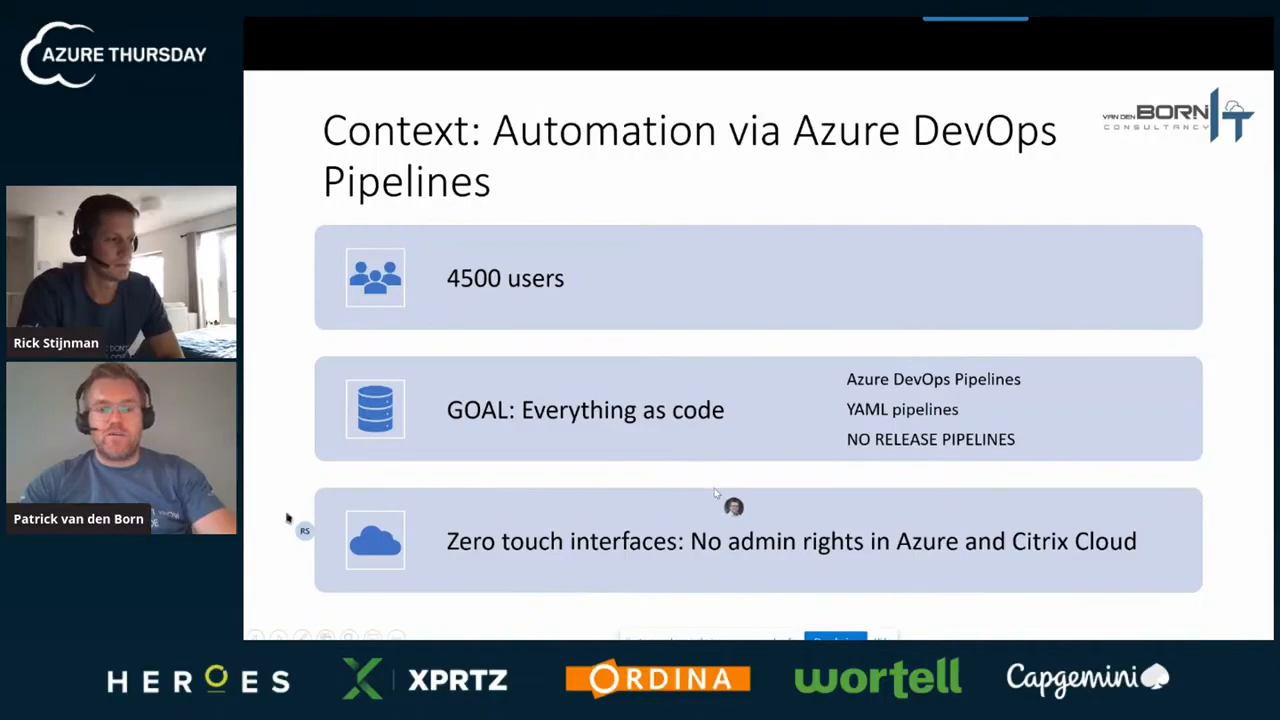 AZURE THURSDAY
VAN DEN BORN IT
CONSULTANCY
Context: Automation via Azure DevOps
Pipelines
4500 users
GOAL: Everything as code
Azure DevOps Pipelines
YAML pipelines
NO RELEASE PIPELINES
RS
Zero touch interfaces: No admin rights in Azure and Citrix Cloud
Rick Stijnman
Patrick van den Born
HEROES
XPRTZ
ORDINA
wortell
Capgemini